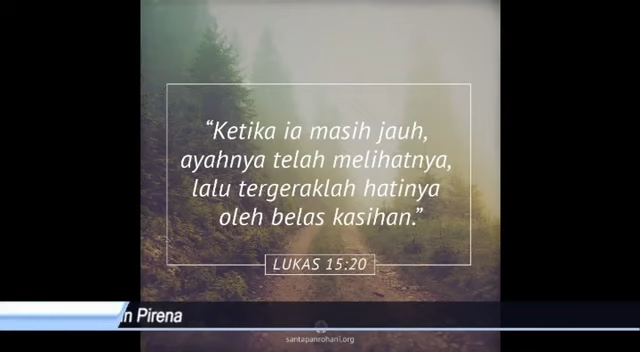 “Ketika ia masih jauh,
ayahnya telah melihatnya,
lalu tergeraklah hatinya
oleh belas kasihan.”
LUKAS 15:20
Pirena
santapanrohani.org